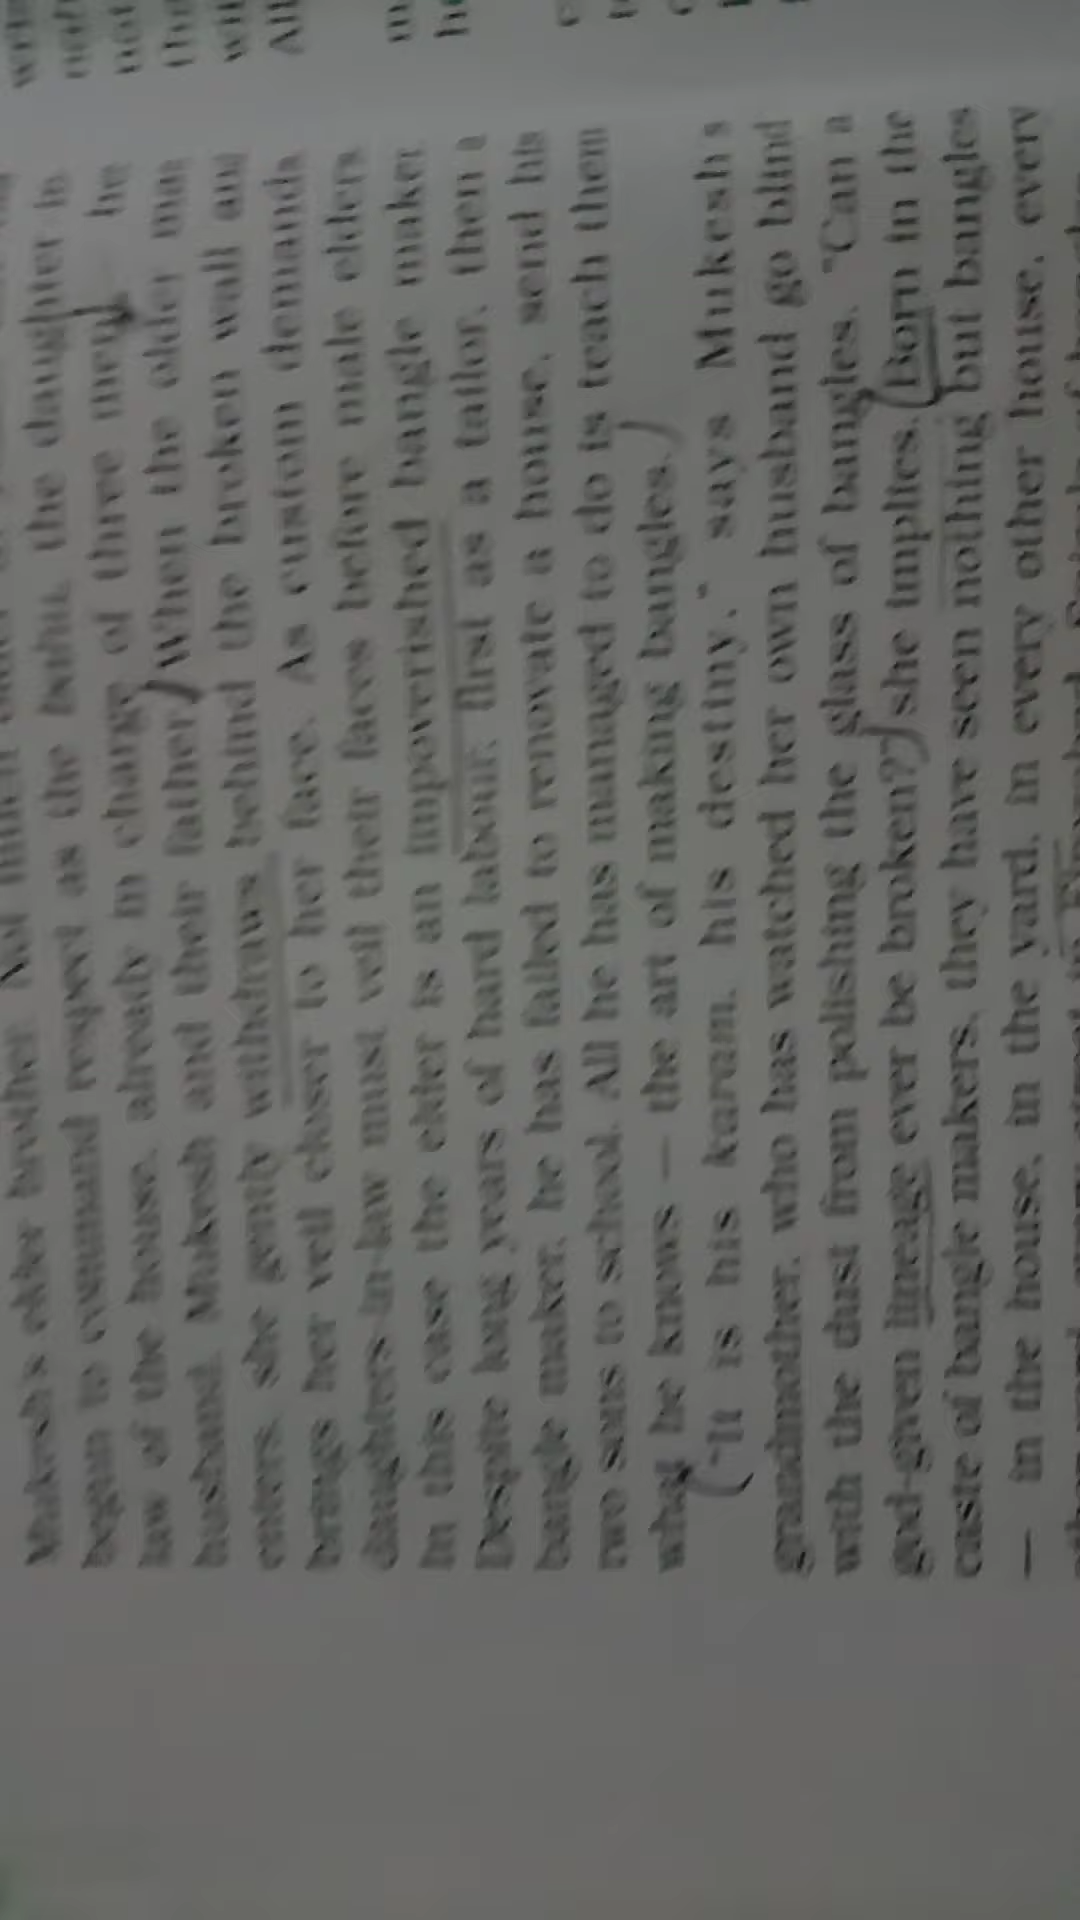 Mukesh's elder brother. Not much older
began to command respect as the bahu, the daughter-in-
law of the house, already in charge of three men — her
husband, Mukesh and their father. When the older man
enters, she gently withdraws behind the broken wall and
brings her veil closer to her face. As custom demands,
daughters-in-law must veil their faces before male elders.
In this case the elder is an impoverished bangle maker.
Despite long years of hard labour, first as a tailor, then a
bangle maker, he has failed to renovate a house, send his
two sons to school. All he has managed to do is teach them
what he knows — the art of making bangles.
"It is his karam, his destiny," says Mukesh's
grandmother, who has watched her own husband go blind
with the dust from polishing the glass of bangles. "Can a
god-given lineage ever be broken?" she implies. Born in the
caste of bangle makers, they have seen nothing but bangles
— in the house, in the yard, in every other house, every